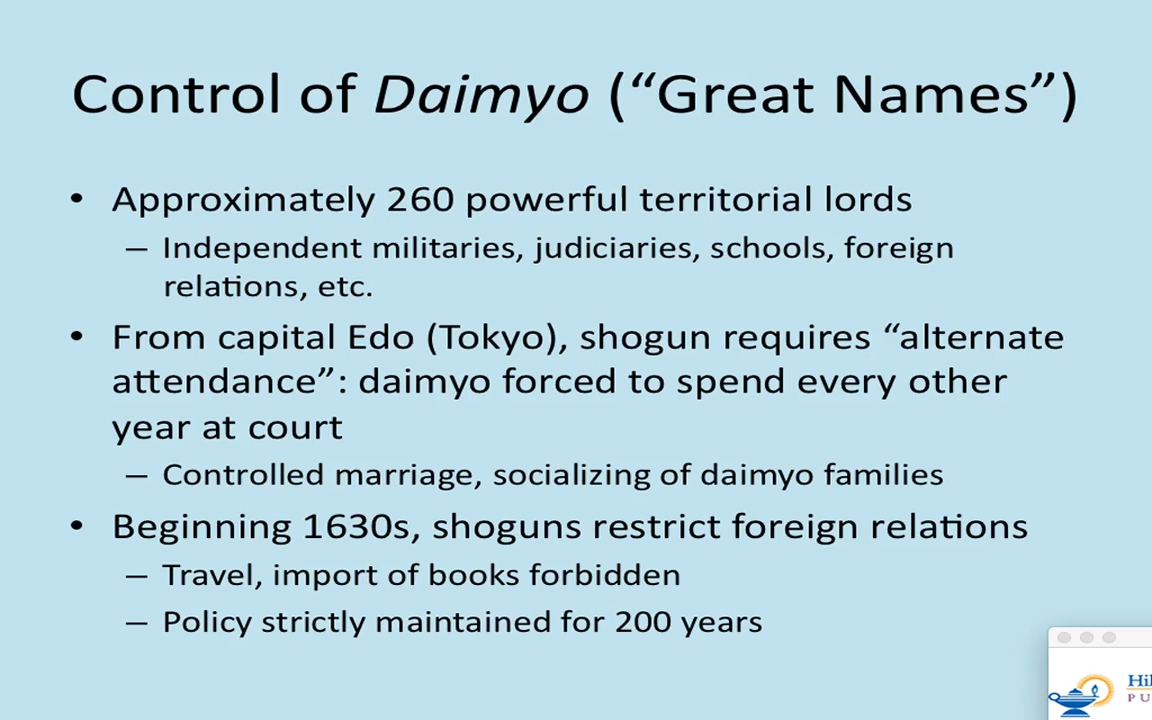 Control of Daimyo (“Great Names”)
• Approximately 260 powerful territorial lords
– Independent militaries, judiciaries, schools, foreign
relations, etc.
• From capital Edo (Tokyo), shogun requires “alternate
attendance”: daimyo forced to spend every other
year at court
– Controlled marriage, socializing of daimyo families
• Beginning 1630s, shoguns restrict foreign relations
– Travel, import of books forbidden
– Policy strictly maintained for 200 years